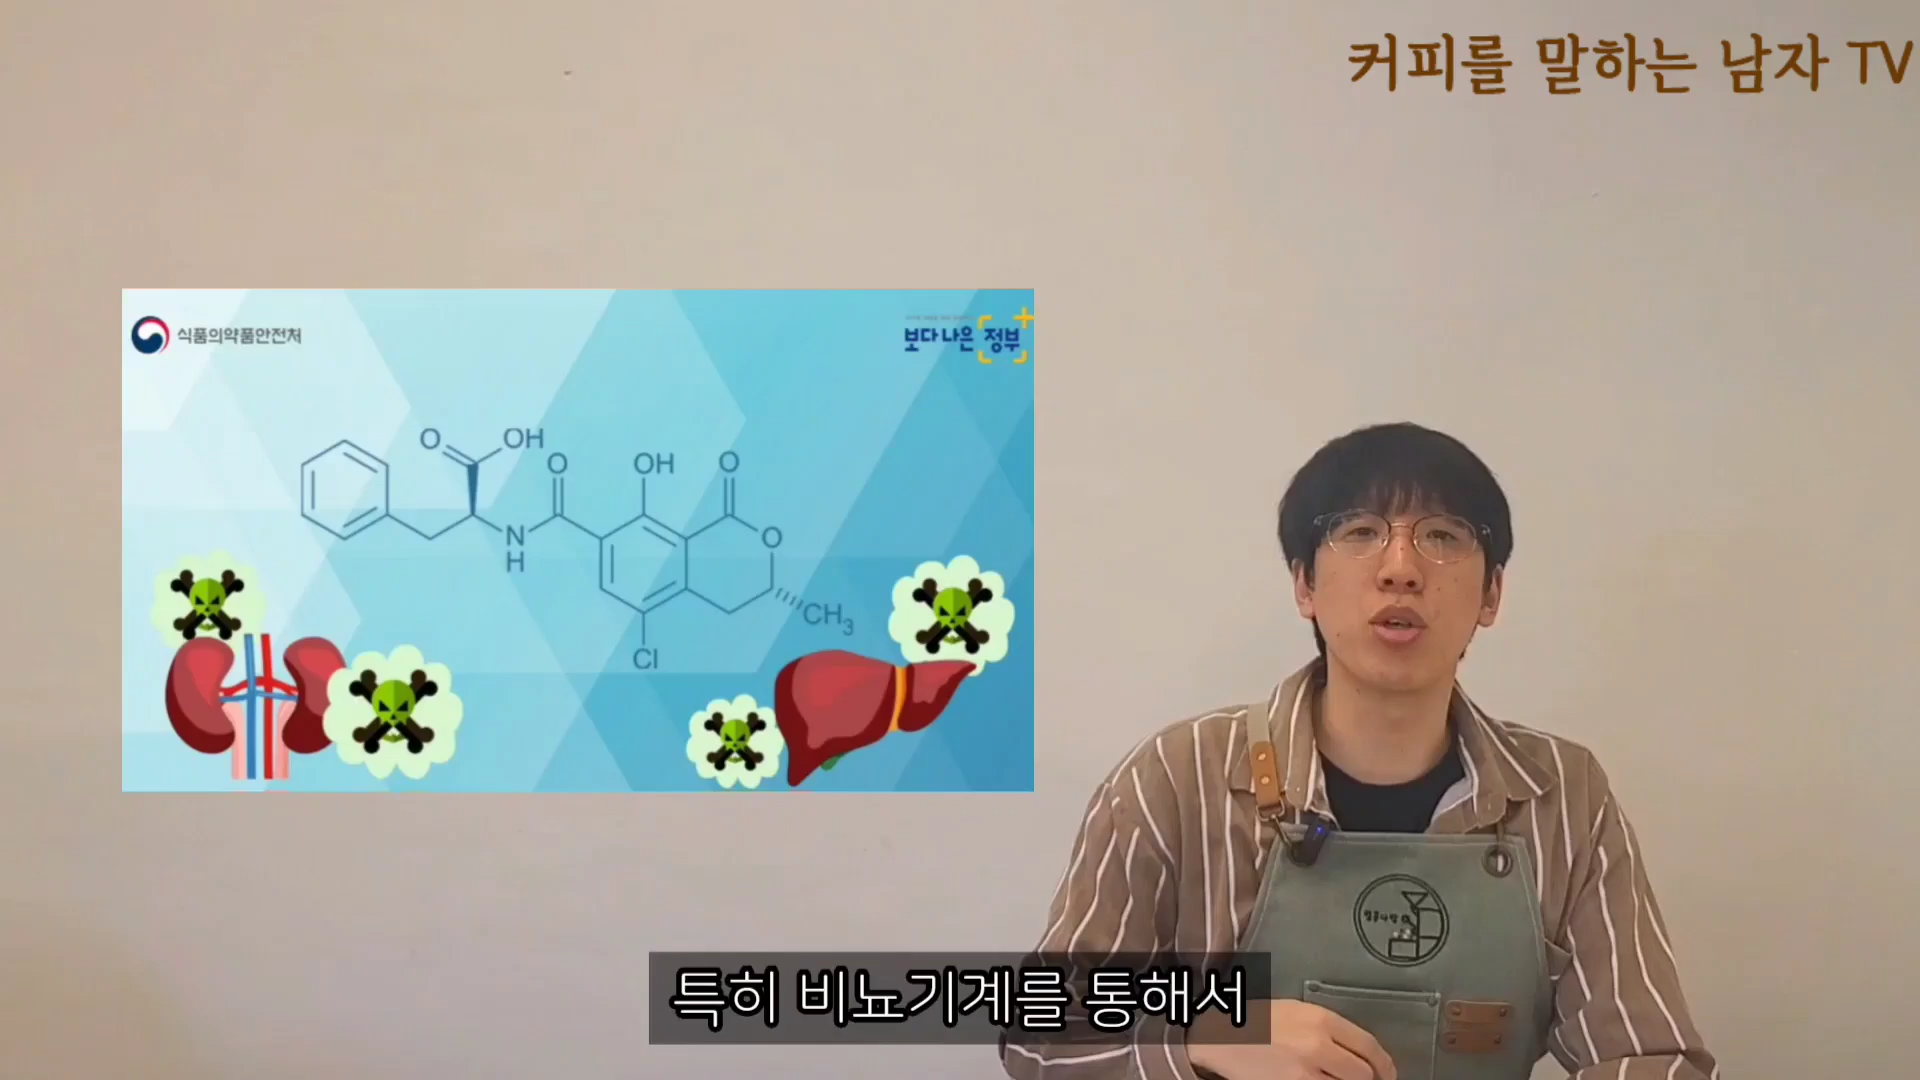 커피를 말하는 남자 TV
식품의약품안전처
보다나은 정부
O
OH
O
OH
O
O
N
H
CH3
Cl
특히 비뇨기계를 통해서